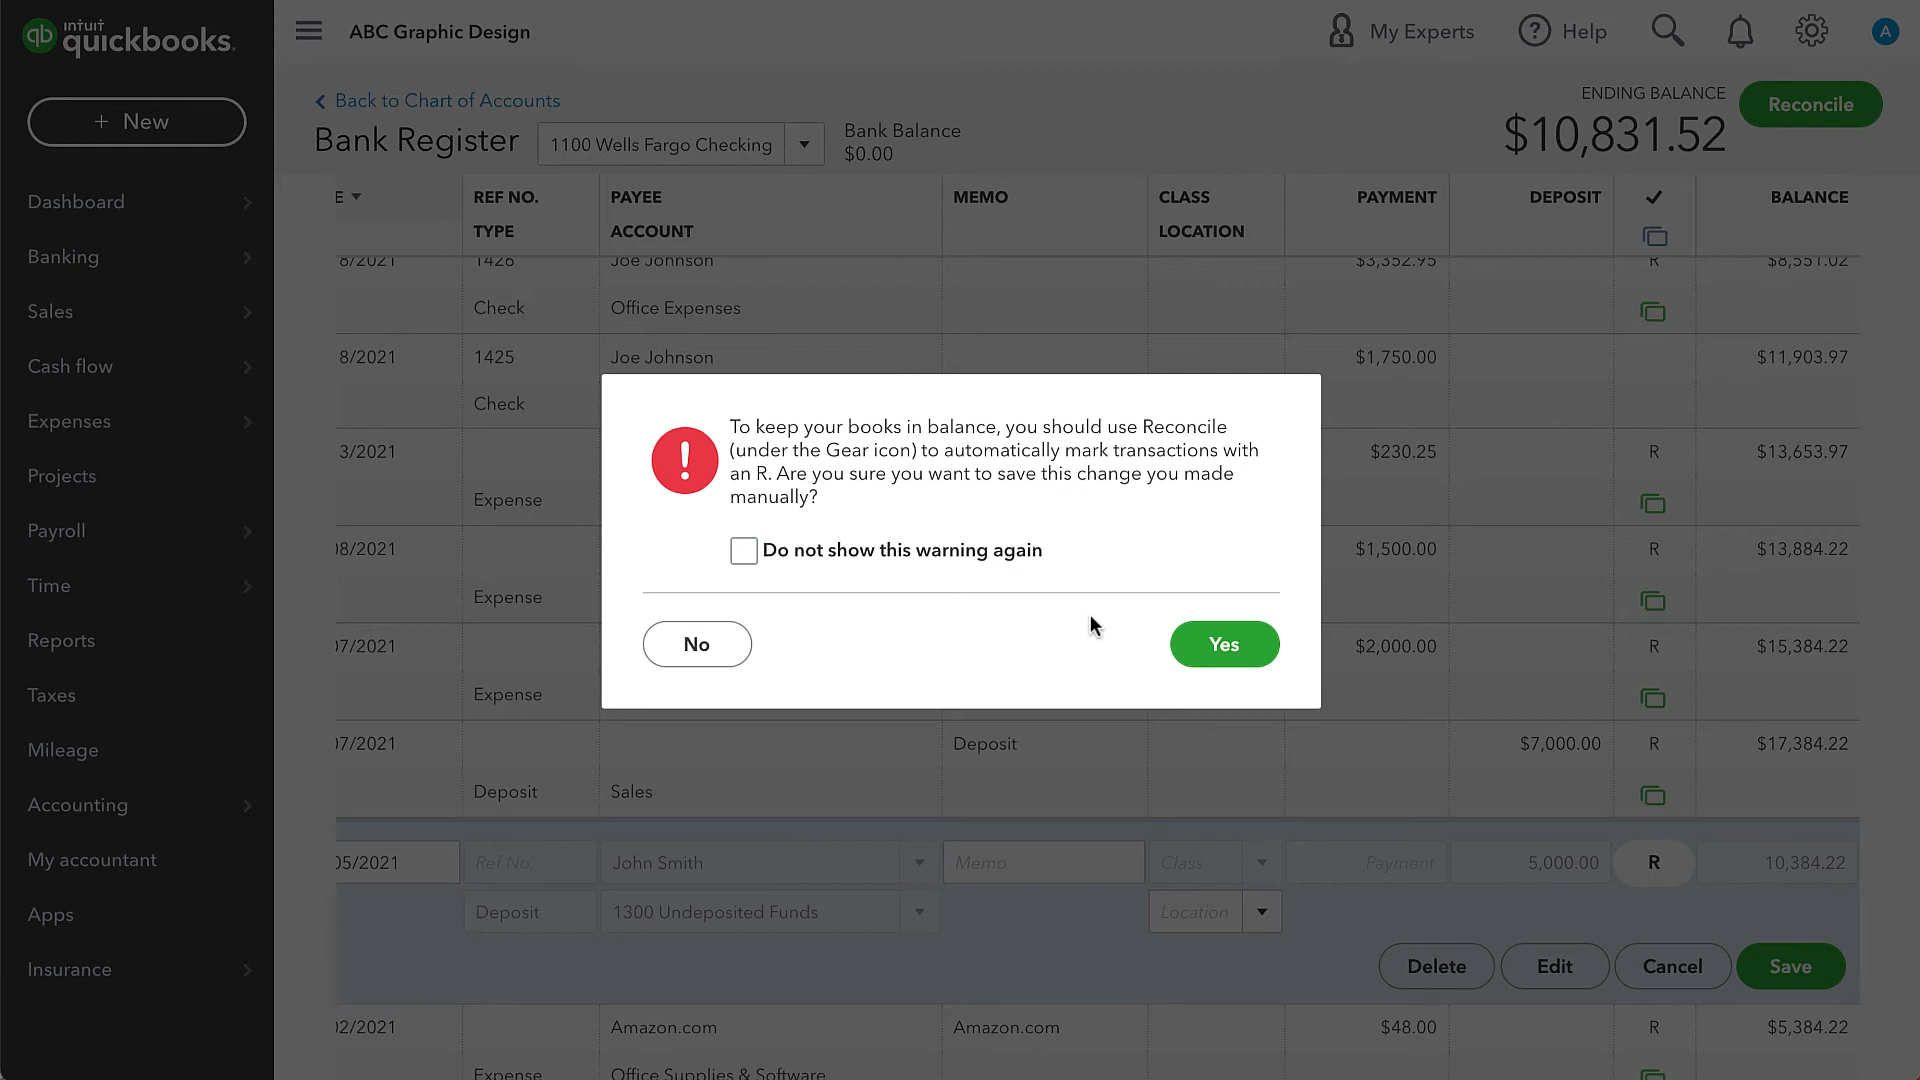 intuit
quickbooks.
ABC Graphic Design
My Experts
Help
A
+ New
Dashboard
Banking
Sales
Cash flow
Expenses
Projects
Payroll
Time
Reports
Taxes
Mileage
Accounting
My accountant
Apps
Insurance
Back to Chart of Accounts
Bank Register
1100 Wells Fargo Checking
Bank Balance
$0.00
ENDING BALANCE
$10,831.52
Reconcile
E REF NO. PAYEE MEMO CLASS PAYMENT DEPOSIT ✓ BALANCE
TYPE ACCOUNT LOCATION
8/2021 1426 Joe Johnson $3,352.95 R $8,551.02
Check Office Expenses
8/2021 1425 Joe Johnson $1,750.00 $11,903.97
Check
3/2021 $230.25 R $13,653.97
Expense
08/2021 $1,500.00 R $13,884.22
Expense
07/2021 $2,000.00 R $15,384.22
Expense
07/2021 Deposit $7,000.00 R $17,384.22
Deposit Sales
05/2021 Ref No. John Smith Memo Class Payment 5,000.00 R 10,384.22
Deposit 1300 Undeposited Funds Location
Delete Edit Cancel Save
02/2021 Amazon.com Amazon.com $48.00 R $5,384.22
Expense Office Supplies & Software
To keep your books in balance, you should use Reconcile
(under the Gear icon) to automatically mark transactions with
an R. Are you sure you want to save this change you made
manually?
Do not show this warning again
No
Yes